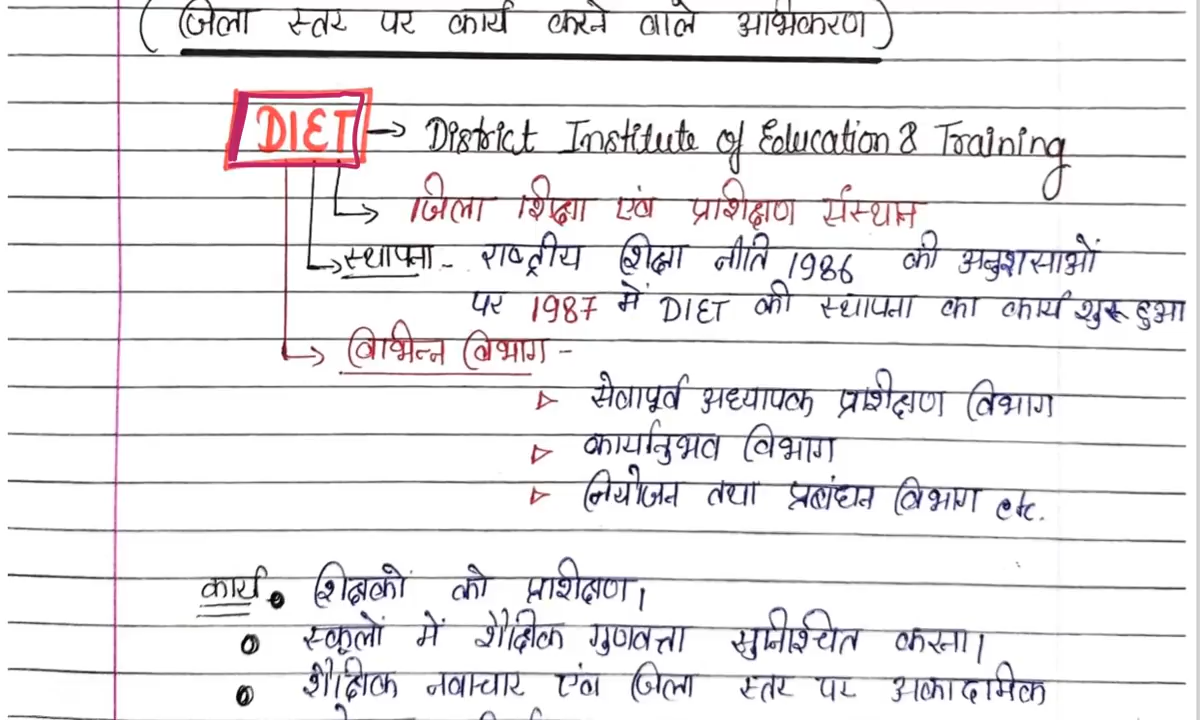 (जिला स्तर पर कार्य करने वाले अभिकरण)
DIET → District Institute of Education & Training
→ जिला शिक्षा एवं प्रशिक्षण संस्थान
→ स्थापना - राष्ट्रीय शिक्षा नीति 1986 की अनुशसाओं
पर 1987 में DIET की स्थापना का कार्य शुरू हुआ
→ विभिन्न विभाग -
▷ सेवापूर्व अध्यापक प्रशिक्षण विभाग
▷ कार्यानुभव विभाग
▷ नियोजन तथा प्रबंधन विभाग etc.
कार्य • शिक्षकों को प्रशिक्षण।
• स्कूलों में शैक्षिक गुणवत्ता सुनिश्चित करना।
• शैक्षिक नवाचार एवं जिला स्तर पर अकादमिक